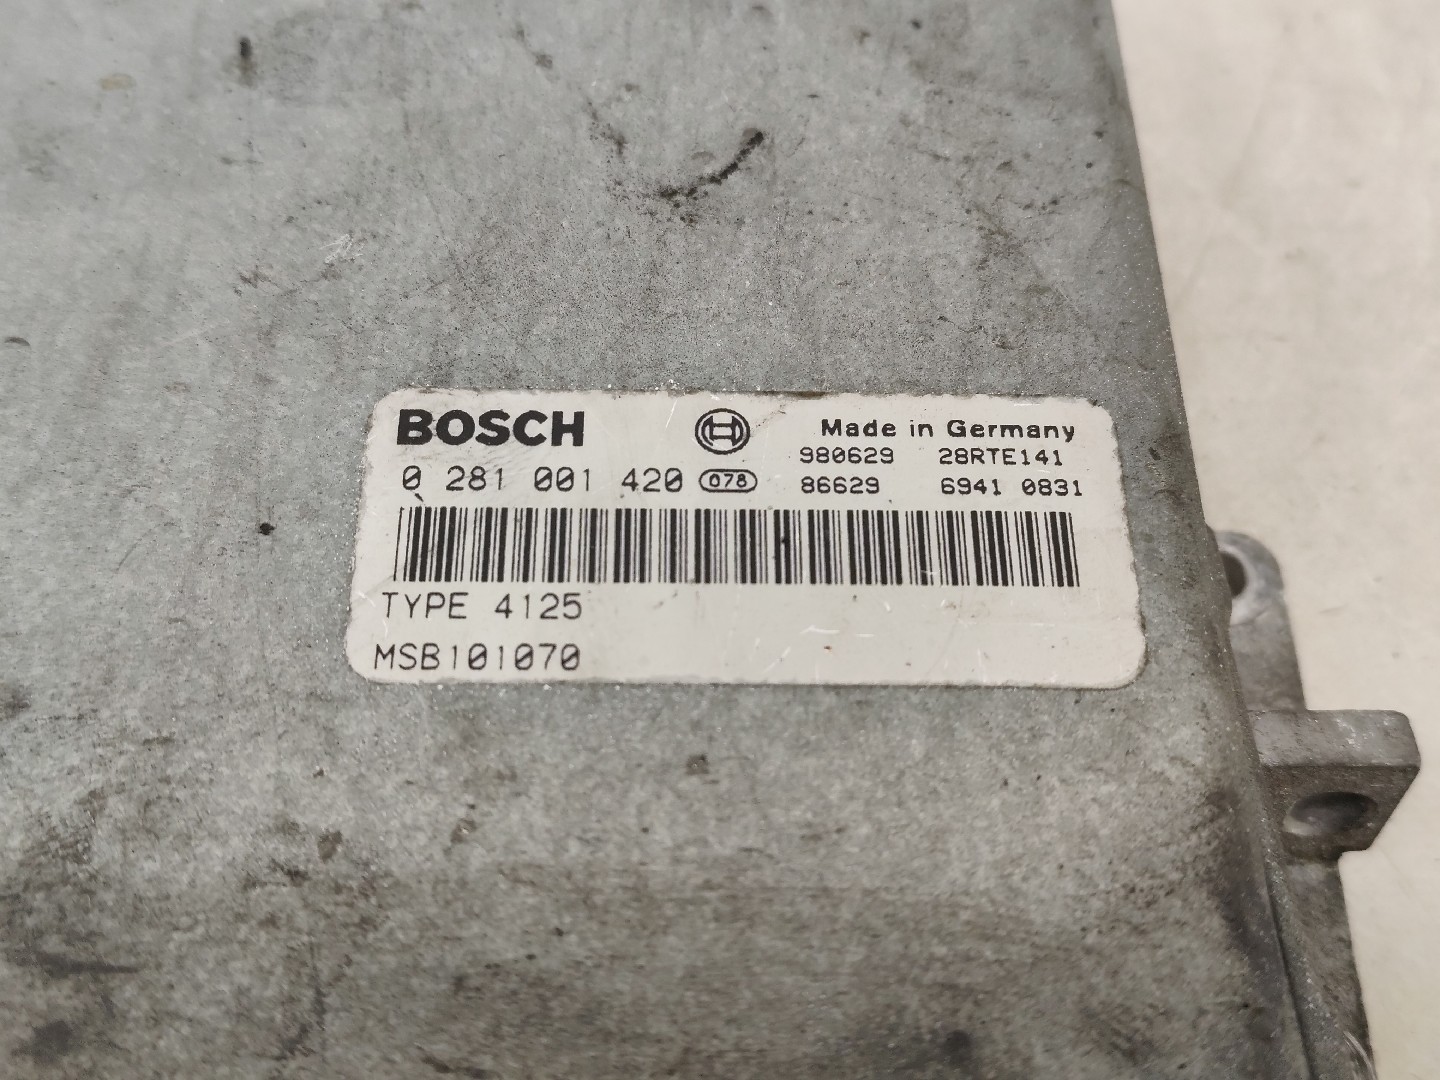 BOSCH Made in Germany
980629 28RTE141
0 281 001 420 078 86629 6941 0831
TYPE 4125
MSB101070